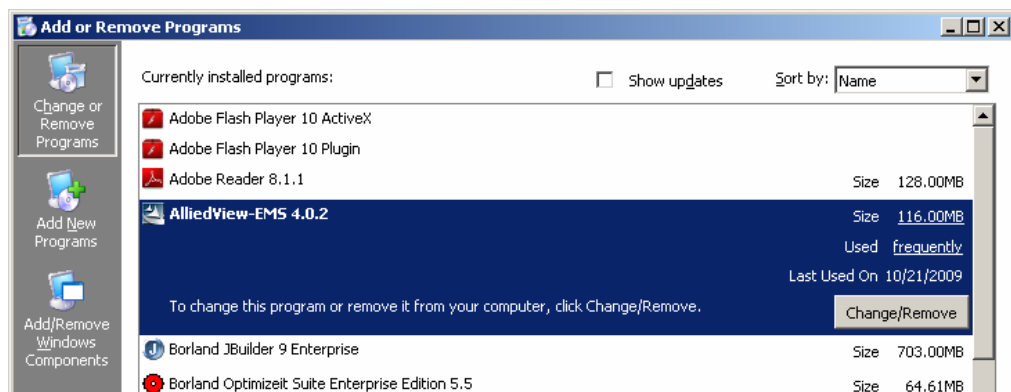 Add or Remove Programs
Change or
Remove
Programs
Add New
Programs
Add/Remove
Windows
Components
Currently installed programs:
Show updates
Sort by: Name
Adobe Flash Player 10 ActiveX
Adobe Flash Player 10 Plugin
Adobe Reader 8.1.1 Size 128.00MB
AlliedView-EMS 4.0.2 Size 116.00MB
Used frequently
Last Used On 10/21/2009
To change this program or remove it from your computer, click Change/Remove. Change/Remove
Borland JBuilder 9 Enterprise Size 703.00MB
Borland Optimizeit Suite Enterprise Edition 5.5 Size 64.61MB